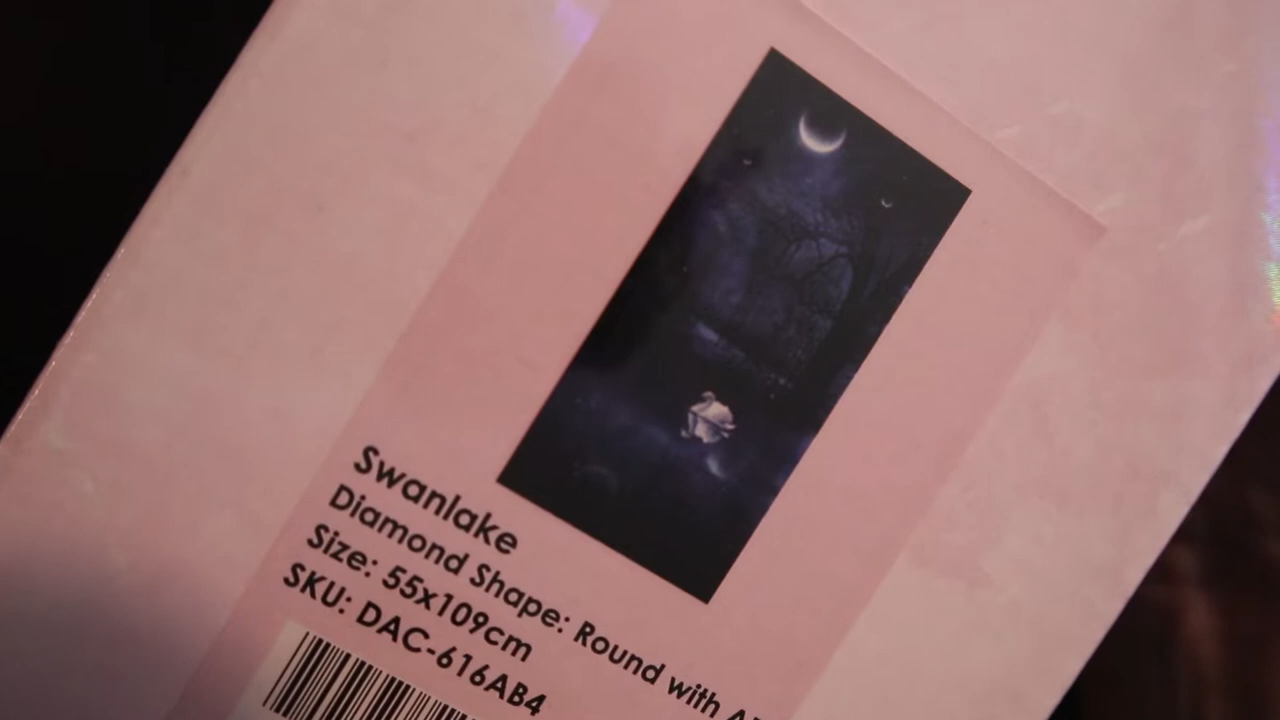 Swanlake
Diamond Shape: Round with
Size: 55x109cm
SKU: DAC-616AB4